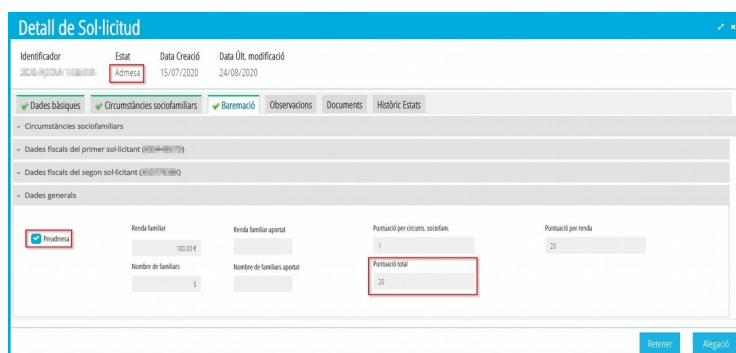 Detall de Sol·licitud
Identificador Estat Data Creació Data Últ. modificació
Admesa 15/07/2020 24/08/2020
Dades bàsiques Circumstàncies sociofamiliars Baremació Observacions Documents Històric Estats
Circumstàncies sociofamiliars
Dades fiscals del primer sol·licitant (
Dades fiscals del segon sol·licitant (
Dades generals
Preadmesa
Renda familiar Renda familiar aportat Puntuació per circums. sociofam. Puntuació per renda
180,00 € 1 20
Nombre de familiars Nombre de familiars aportat Puntuació total
5 20
Retener Alegació